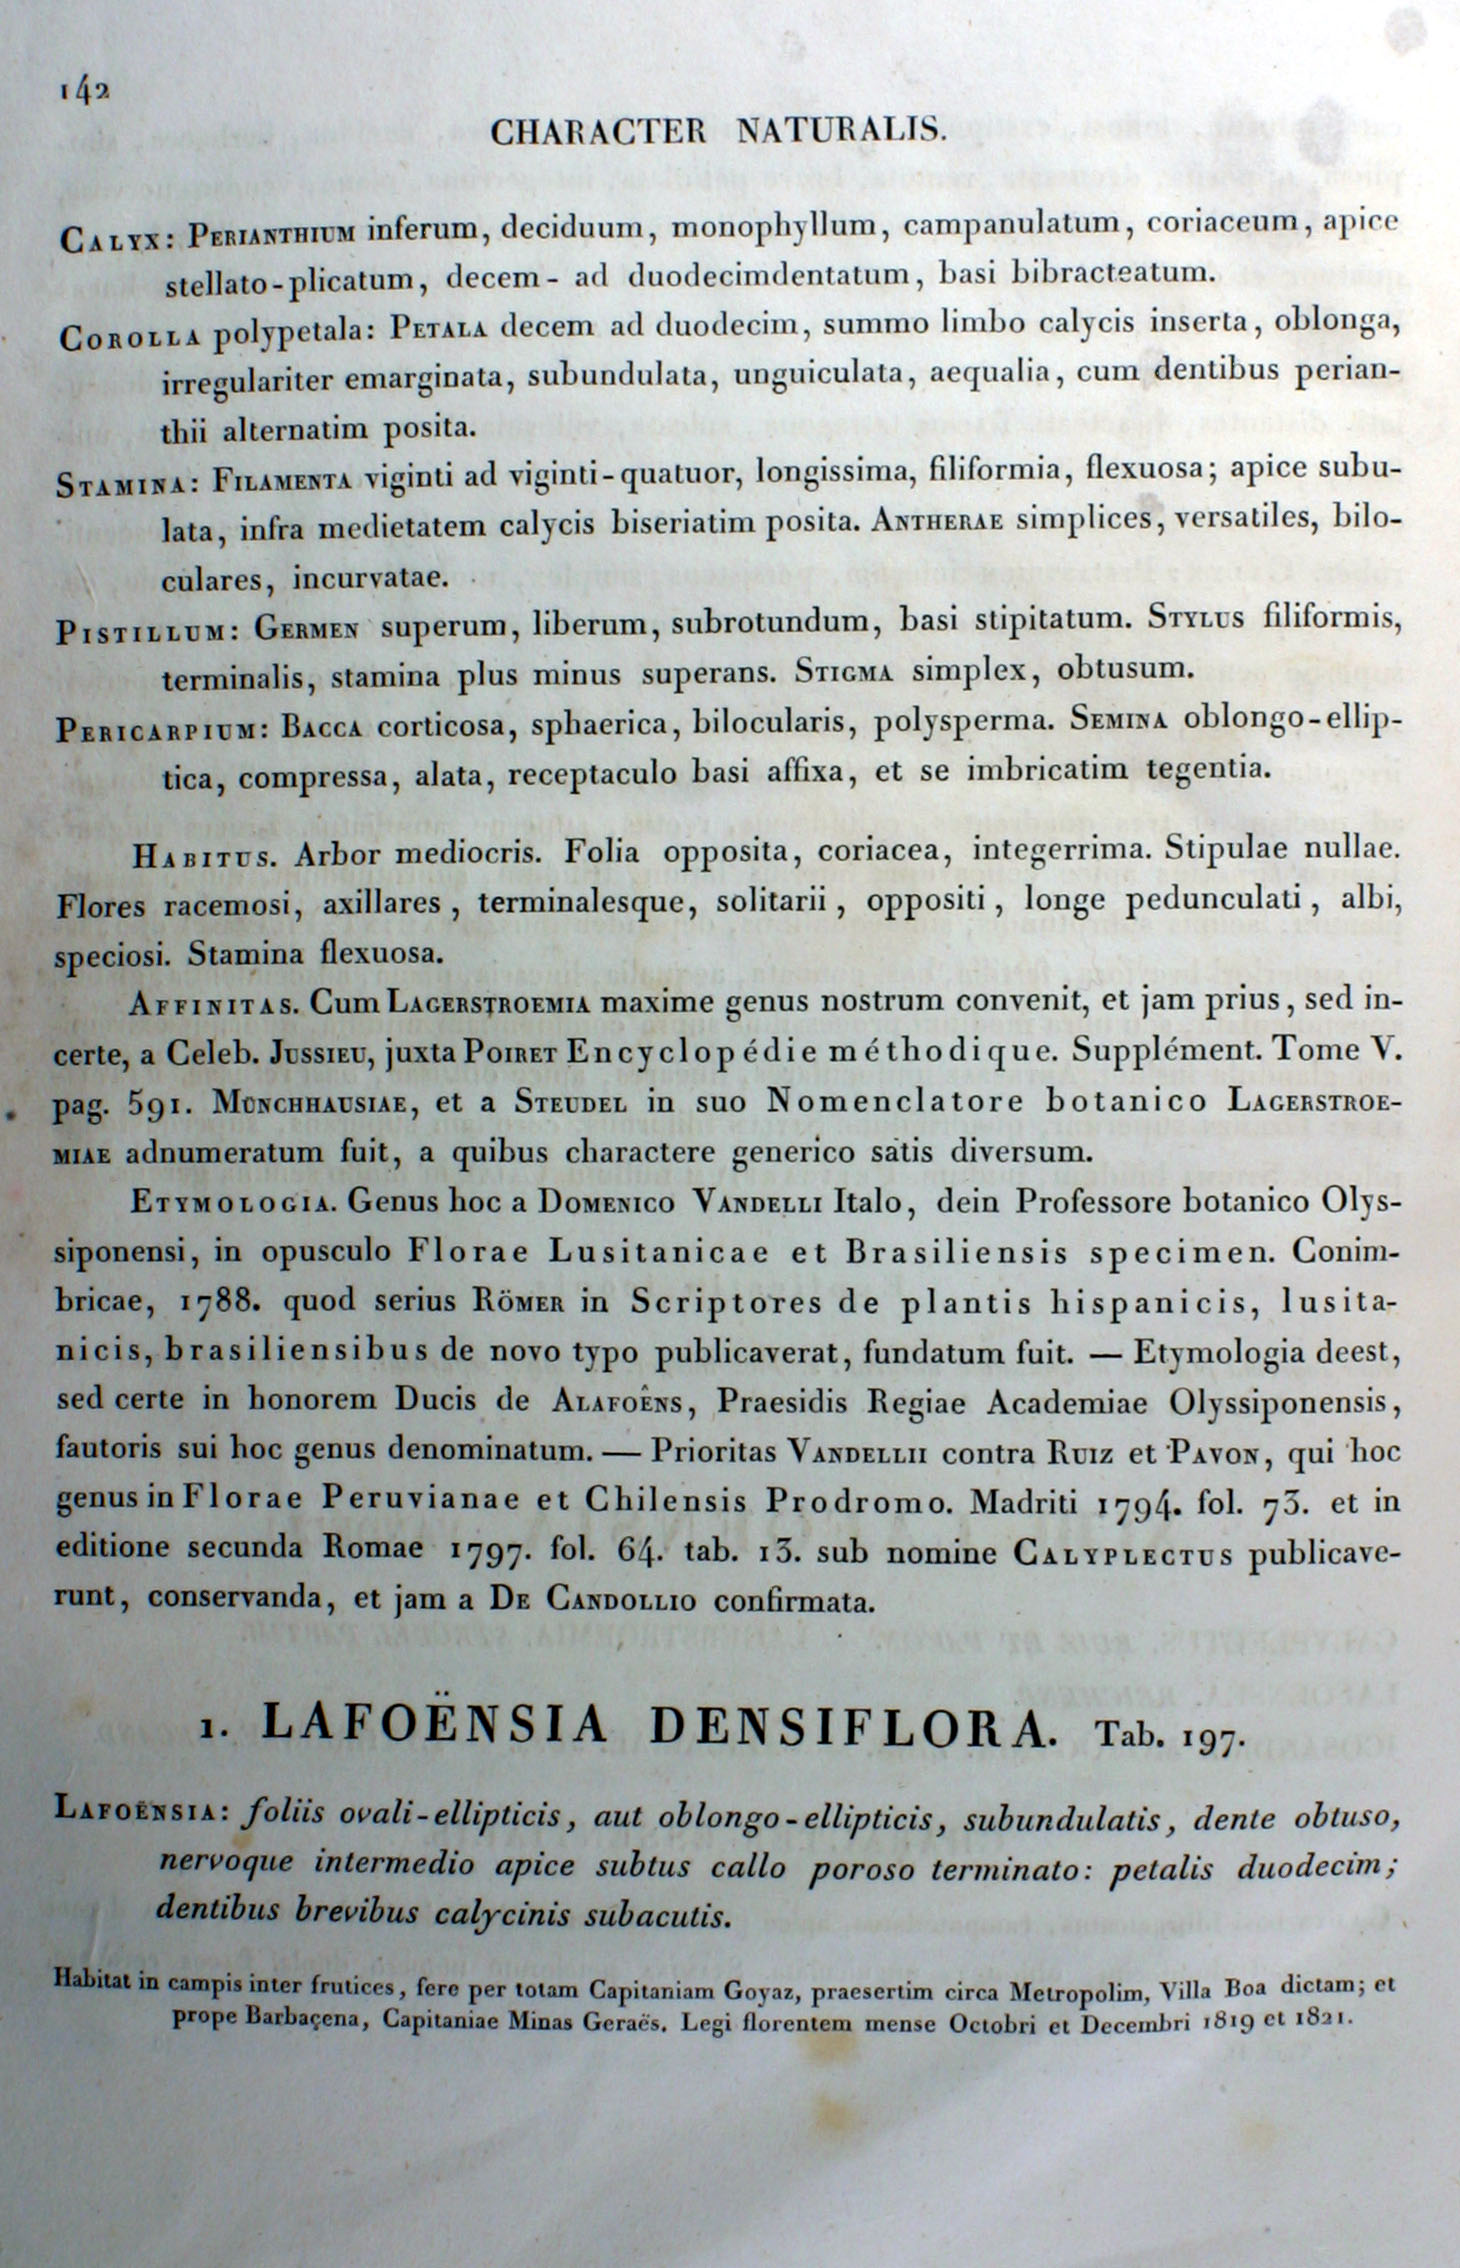 142
CHARACTER NATURALIS.
CALYX: PERIANTHIUM inferum, deciduum, monophyllum, campanulatum, coriaceum, apice
stellato-plicatum, decem- ad duodecimdentatum, basi bibracteatum.
COROLLA polypetala: PETALA decem ad duodecim, summo limbo calycis inserta, oblonga,
irregulariter emarginata, subundulata, unguiculata, aequalia, cum dentibus perian-
thii alternatim posita.
STAMINA: FILAMENTA viginti ad viginti-quatuor, longissima, filiformia, flexuosa; apice subu-
lata, infra medietatem calycis biseriatim posita. ANTHERAE simplices, versatiles, bilo-
culares, incurvatae.
PISTILLUM: GERMEN superum, liberum, subrotundum, basi stipitatum. STYLUS filiformis,
terminalis, stamina plus minus superans. STIGMA simplex, obtusum.
PERICARPIUM: BACCA corticosa, sphaerica, bilocularis, polysperma. SEMINA oblongo-ellip-
tica, compressa, alata, receptaculo basi affixa, et se imbricatim tegentia.
HABITUS. Arbor mediocris. Folia opposita, coriacea, integerrima. Stipulae nullae.
Flores racemosi, axillares, terminalesque, solitarii, oppositi, longe pedunculati, albi,
speciosi. Stamina flexuosa.
AFFINITAS. Cum LAGERSTROEMIA maxime genus nostrum convenit, et jam prius, sed in-
certe, a Celeb. JUSSIEU, juxta POIRET Encyclopédie méthodique. Supplément. Tome V.
pag. 591. MÜNCHHAUSIAE, et a STEUDEL in suo Nomenclatore botanico LAGERSTROE-
MIAE adnumeratum fuit, a quibus charactere generico satis diversum.
ETYMOLOGIA. Genus hoc a DOMENICO VANDELLI Italo, dein Professore botanico Olys-
siponensi, in opusculo Florae Lusitanicae et Brasiliensis specimen. Conim-
bricae, 1788. quod serius RÖMER in Scriptores de plantis hispanicis, lusita-
nicis, brasiliensibus de novo typo publicaverat, fundatum fuit. — Etymologia deest,
sed certe in honorem Ducis de ALAFOÊNS, Praesidis Regiae Academiae Olyssiponensis,
fautoris sui hoc genus denominatum. — Prioritas VANDELLII contra RUIZ et PAVON, qui hoc
genus in Florae Peruvianae et Chilensis Prodromo. Madriti 1794. fol. 73. et in
editione secunda Romae 1797. fol. 64. tab. 13. sub nomine CALYPLECTUS publicave-
runt, conservanda, et jam a DE CANDOLLIO confirmata.
1. LAFOËNSIA DENSIFLORA. Tab. 197.
LAFOËNSIA: foliis ovali-ellipticis, aut oblongo-ellipticis, subundulatis, dente obtuso,
nervoque intermedio apice subtus callo poroso terminato: petalis duodecim;
dentibus brevibus calycinis subacutis.
Habitat in campis inter frutices, fere per totam Capitaniam Goyaz, praesertim circa Metropolim, Villa Boa dictam; et
prope Barbaçena, Capitaniae Minas Geraës. Legi florentem mense Octobri et Decembri 1819 et 1821.